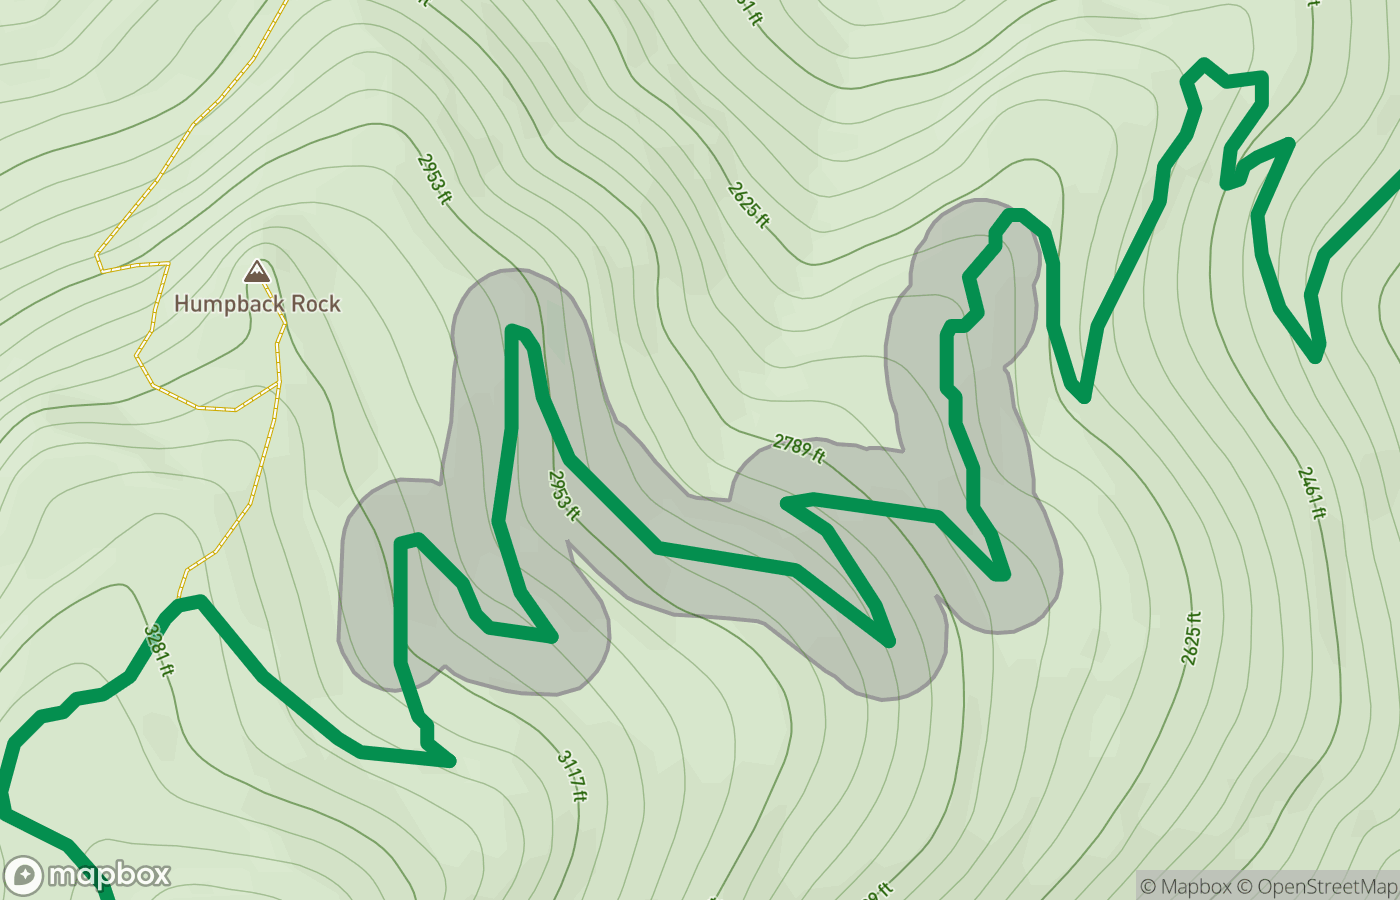 2953 ft
2625 ft
Humpback Rock
2789 ft
2953 ft
2461 ft
3281 ft
2625 ft
3117 ft
mapbox
© Mapbox © OpenStreetMap